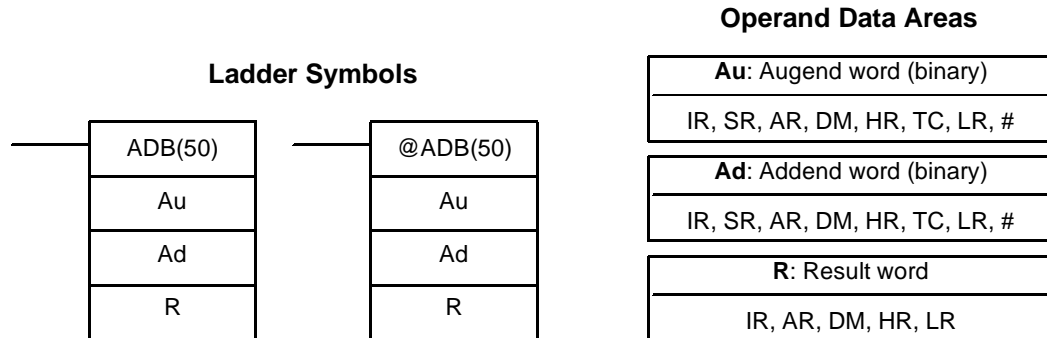 Operand Data Areas
Ladder Symbols
Au: Augend word (binary)
IR, SR, AR, DM, HR, TC, LR, #
Ad: Addend word (binary)
IR, SR, AR, DM, HR, TC, LR, #
R: Result word
IR, AR, DM, HR, LR
ADB(50)
Au
Ad
R
@ADB(50)
Au
Ad
R